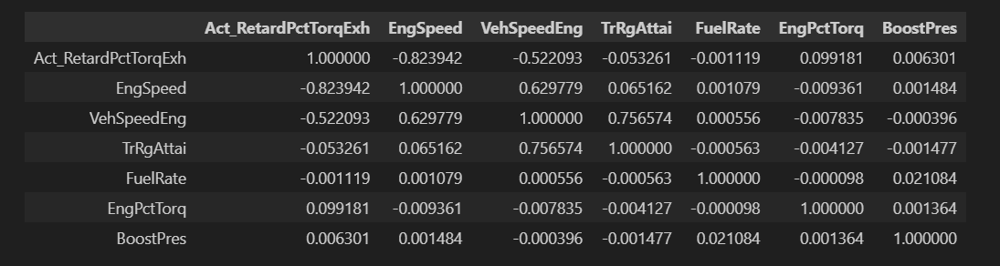 Act_RetardPctTorqExh EngSpeed VehSpeedEng TrRgAttai FuelRate EngPctTorq BoostPres
Act_RetardPctTorqExh 1.000000 -0.823942 -0.522093 -0.053261 -0.001119 0.099181 0.006301
EngSpeed -0.823942 1.000000 0.629779 0.065162 0.001079 -0.009361 0.001484
VehSpeedEng -0.522093 0.629779 1.000000 0.756574 0.000556 -0.007835 -0.000396
TrRgAttai -0.053261 0.065162 0.756574 1.000000 -0.000563 -0.004127 -0.001477
FuelRate -0.001119 0.001079 0.000556 -0.000563 1.000000 -0.000098 0.021084
EngPctTorq 0.099181 -0.009361 -0.007835 -0.004127 -0.000098 1.000000 0.001364
BoostPres 0.006301 0.001484 -0.000396 -0.001477 0.021084 0.001364 1.000000